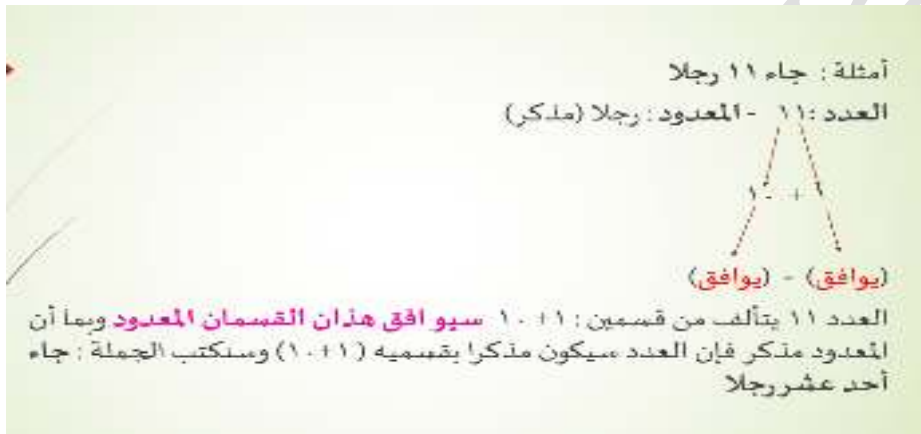 أمثلة : جاء ١١ رجلا
العدد :١١ - المعدود : رجلا (مذكر)
١ + ١٠
(يوافق) - (يوافق)
العدد ١١ يتألف من قسمين : ١+ ١٠ سيو افق هذان القسمان المعدود وبما أن
المعدود مذكر فإن العدد سيكون مذكرا بقسميه (١+١٠) وسنكتب الجملة : جاء
أحد عشر رجلا